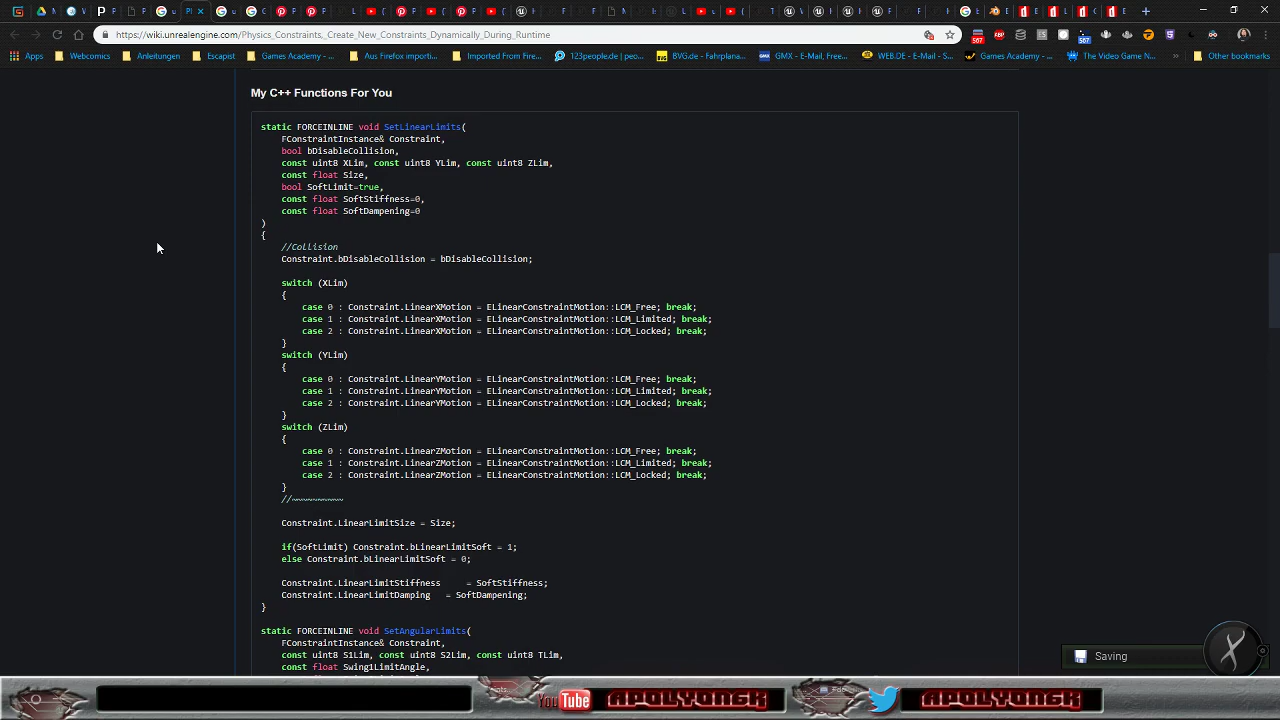 https://wiki.unrealengine.com/Physics_Constraints,_Create_New_Constraints_Dynamically_During_Runtime
Apps Webcomics Anleitungen Escapist Games Academy - ... Aus Firefox importi... Imported From Fire... 123people.de | peo... BVG.de - Fahrplana... GMX - E-Mail, Free... WEB.DE - E-Mail - S... Games Academy - ... The Video Game N... » Other bookmarks
My C++ Functions For You
static FORCEINLINE void SetLinearLimits(
FConstraintInstance& Constraint,
bool bDisableCollision,
const uint8 XLim, const uint8 YLim, const uint8 ZLim,
const float Size,
bool SoftLimit=true,
const float SoftStiffness=0,
const float SoftDampening=0
)
{
//Collision
Constraint.bDisableCollision = bDisableCollision;
switch (XLim)
{
case 0 : Constraint.LinearXMotion = ELinearConstraintMotion::LCM_Free; break;
case 1 : Constraint.LinearXMotion = ELinearConstraintMotion::LCM_Limited; break;
case 2 : Constraint.LinearXMotion = ELinearConstraintMotion::LCM_Locked; break;
}
switch (YLim)
{
case 0 : Constraint.LinearYMotion = ELinearConstraintMotion::LCM_Free; break;
case 1 : Constraint.LinearYMotion = ELinearConstraintMotion::LCM_Limited; break;
case 2 : Constraint.LinearYMotion = ELinearConstraintMotion::LCM_Locked; break;
}
switch (ZLim)
{
case 0 : Constraint.LinearZMotion = ELinearConstraintMotion::LCM_Free; break;
case 1 : Constraint.LinearZMotion = ELinearConstraintMotion::LCM_Limited; break;
case 2 : Constraint.LinearZMotion = ELinearConstraintMotion::LCM_Locked; break;
}
//~~~~~~~~~~
Constraint.LinearLimitSize = Size;
if(SoftLimit) Constraint.bLinearLimitSoft = 1;
else Constraint.bLinearLimitSoft = 0;
Constraint.LinearLimitStiffness = SoftStiffness;
Constraint.LinearLimitDamping = SoftDampening;
}
static FORCEINLINE void SetAngularLimits(
FConstraintInstance& Constraint,
const uint8 S1Lim, const uint8 S2Lim, const uint8 TLim,
const float Swing1LimitAngle,
Saving
YouTube APOLYONGK APOLYONGK